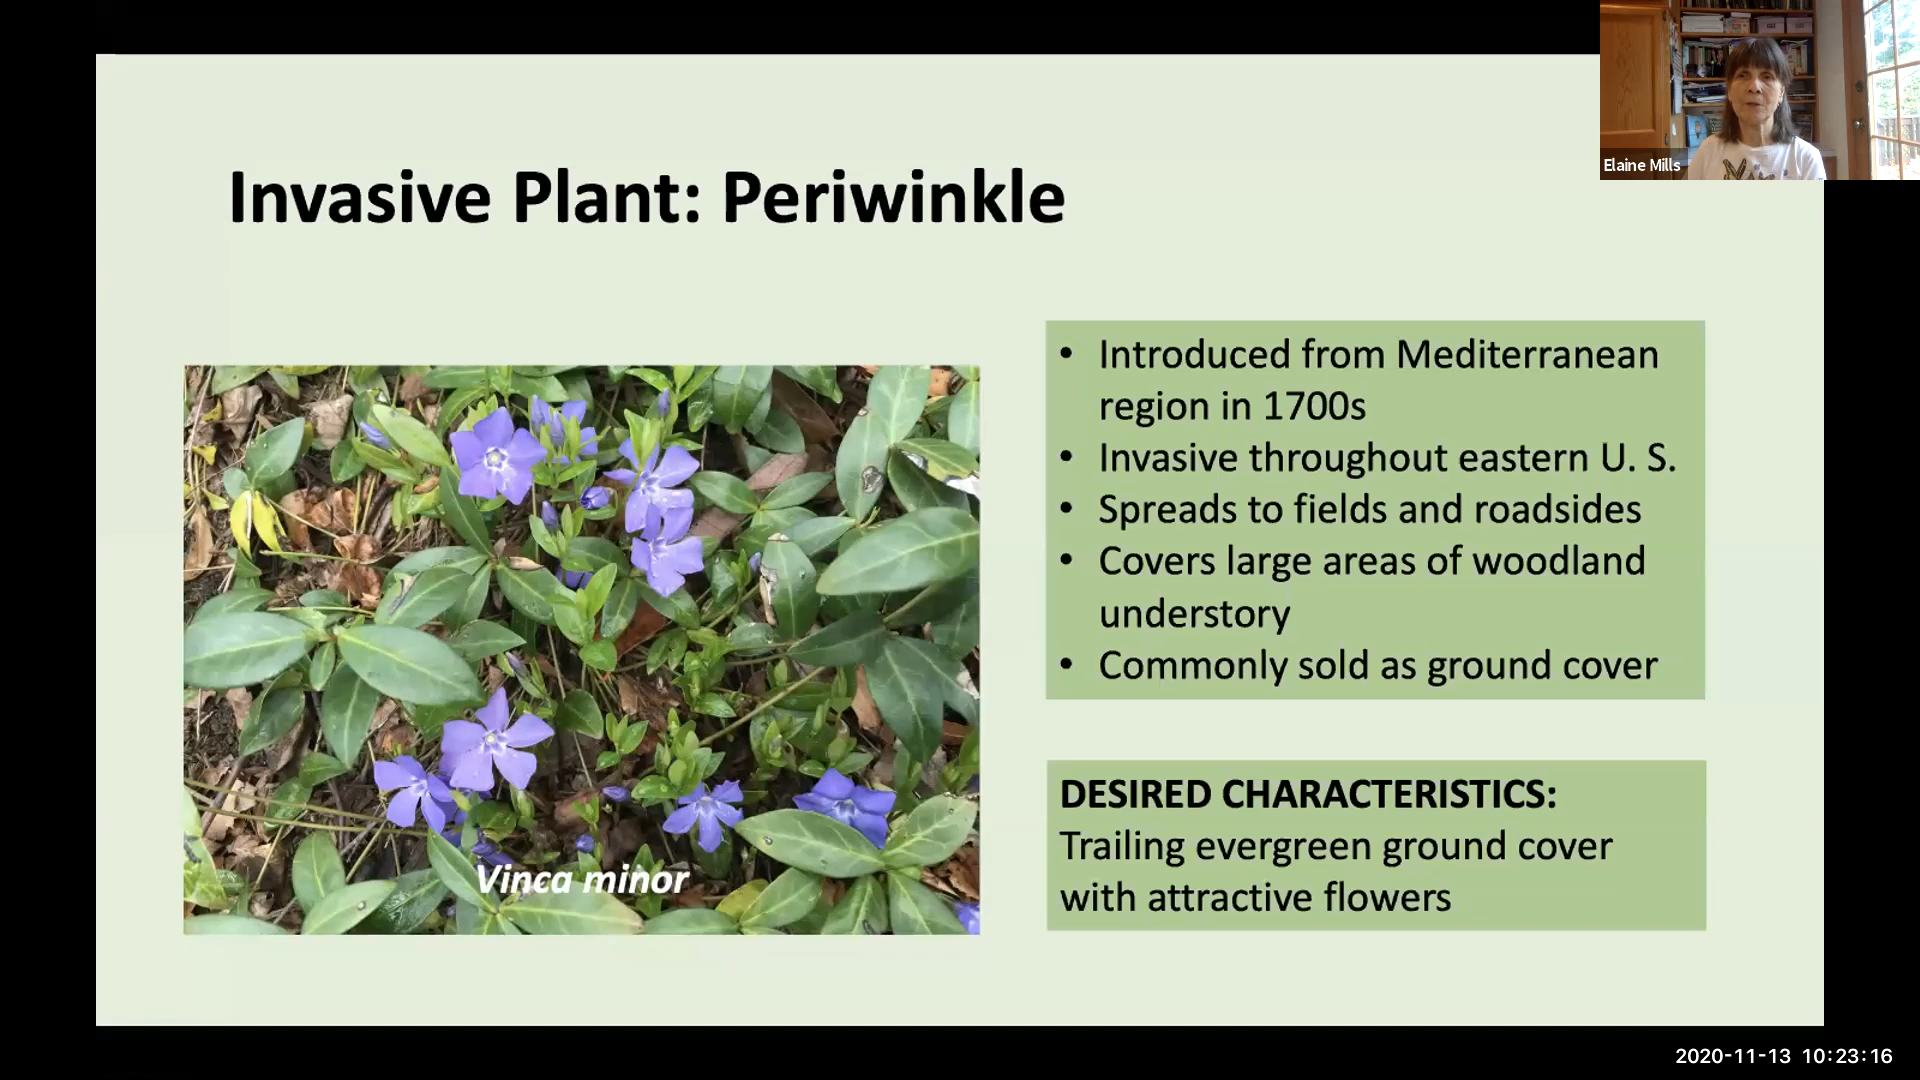 Elaine Mills
Invasive Plant: Periwinkle
• Introduced from Mediterranean
region in 1700s
• Invasive throughout eastern U. S.
• Spreads to fields and roadsides
• Covers large areas of woodland
understory
• Commonly sold as ground cover
Vinca minor
DESIRED CHARACTERISTICS:
Trailing evergreen ground cover
with attractive flowers
2020-11-13 10:23:16